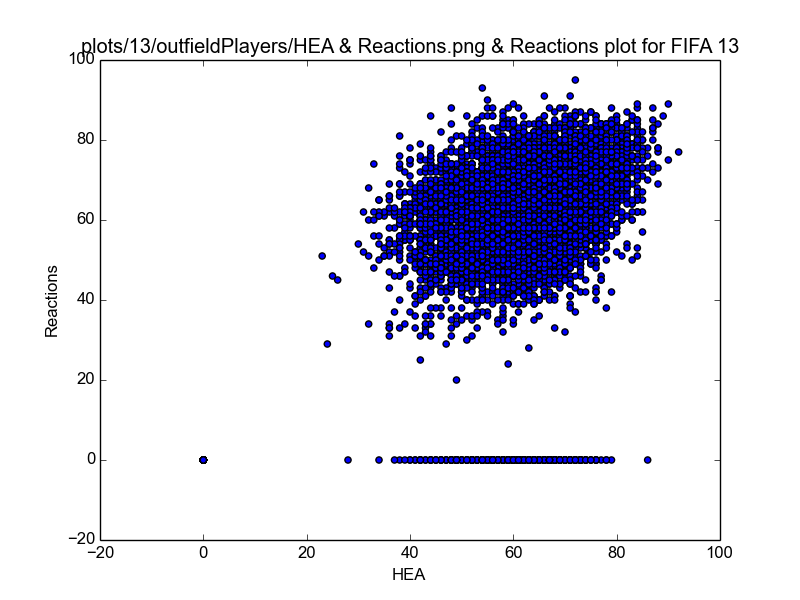 plots/13/outfieldPlayers/HEA & Reactions.png & Reactions plot for FIFA 13
100
80
60
40
20
0
−20
Reactions
−20 0 20 40 60 80 100
HEA